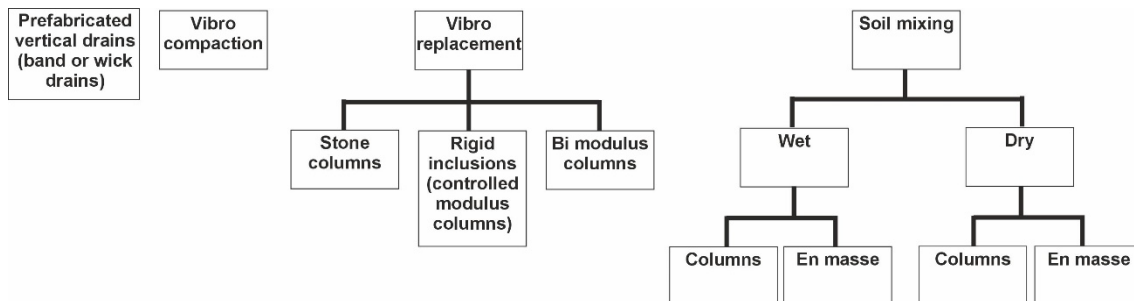 Prefabricated
vertical drains
(band or wick
drains)
Vibro
compaction
Vibro
replacement
Soil mixing
Stone
columns
Rigid
inclusions
(controlled
modulus
columns)
Bi modulus
columns
Wet
Dry
Columns
En masse
Columns
En masse